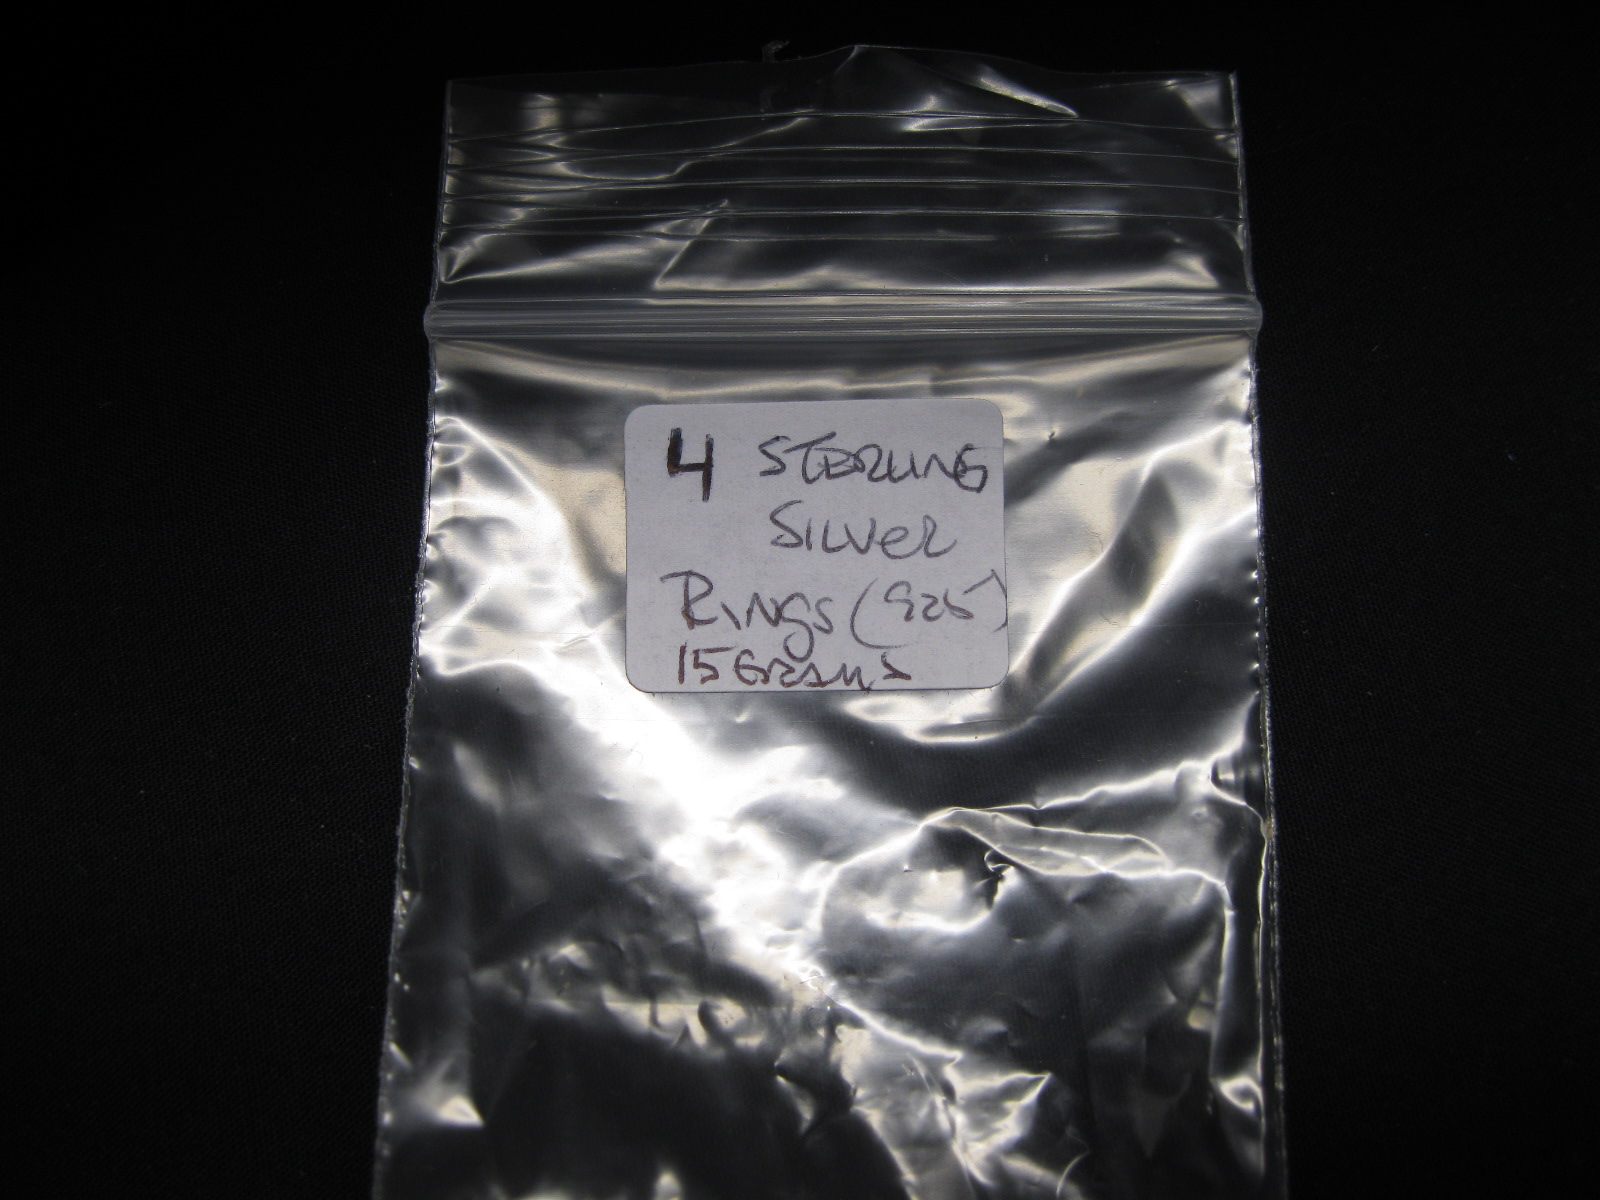 4 STERLING
SILVER
RINGS (925)
15 Grams